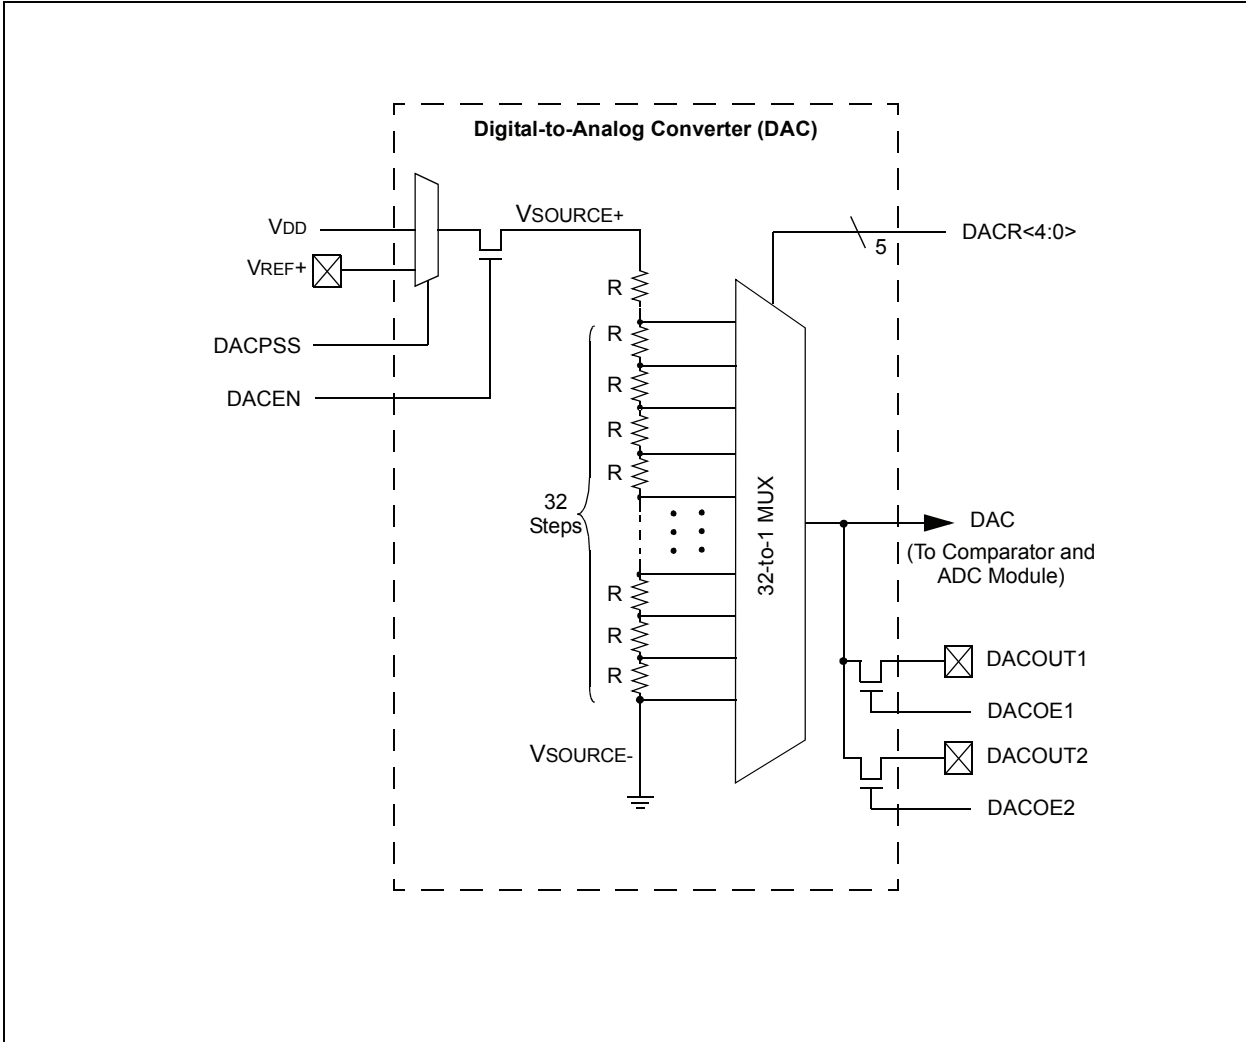 Digital-to-Analog Converter (DAC)
VDD
VREF+
DACPSS
DACEN
VSOURCE+
R
R
R
R
R
32
Steps
R
R
R
VSOURCE-
32-to-1 MUX
5
DACR<4:0>
DAC
(To Comparator and
ADC Module)
DACOUT1
DACOE1
DACOUT2
DACOE2